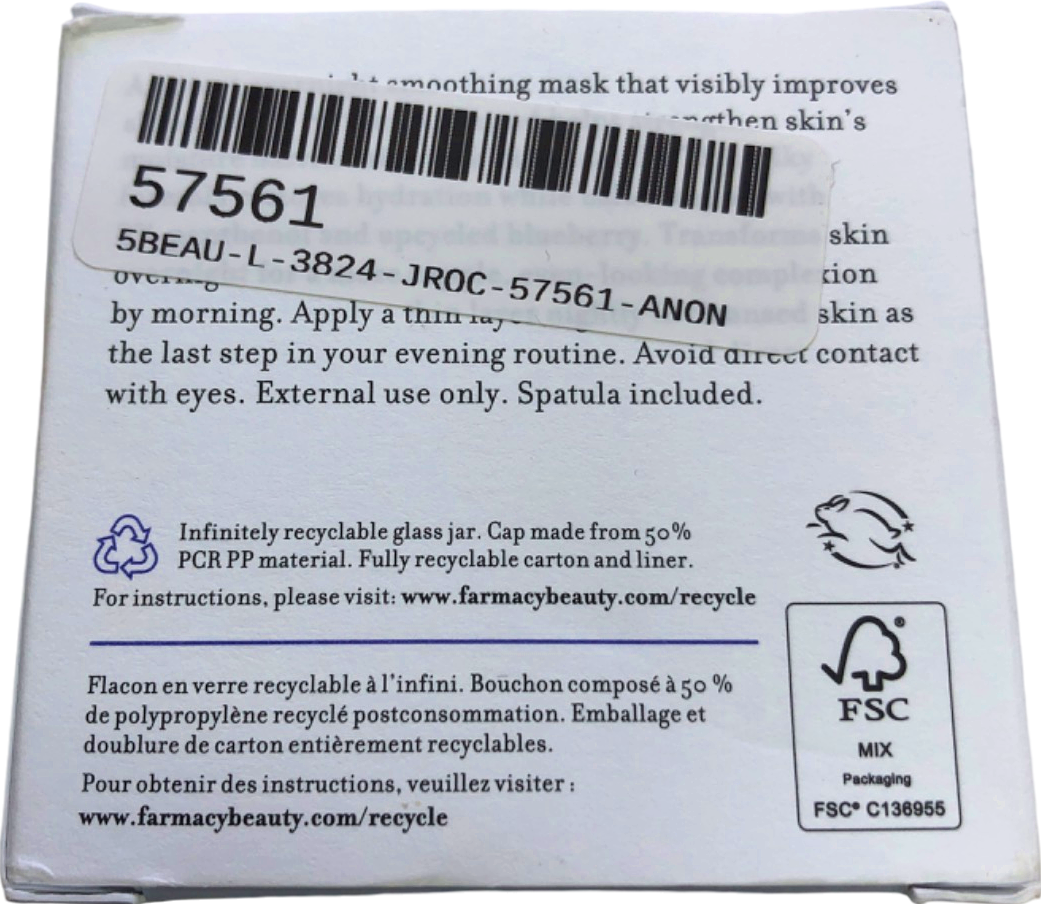 smoothing mask that visibly improves
skin's
57561
5BEAU-L-3824-JROC-57561-ANON
skin
by morning. Apply a thin skin as
the last step in your evening routine. Avoid direct contact
with eyes. External use only. Spatula included.
Infinitely recyclable glass jar. Cap made from 50%
PCR PP material. Fully recyclable carton and liner.
For instructions, please visit: www.farmacybeauty.com/recycle
Flacon en verre recyclable à l'infini. Bouchon composé à 50 %
de polypropylène recyclé postconsommation. Emballage et
doublure de carton entièrement recyclables.
Pour obtenir des instructions, veuillez visiter :
www.farmacybeauty.com/recycle
FSC®
MIX
Packaging
FSC® C136955